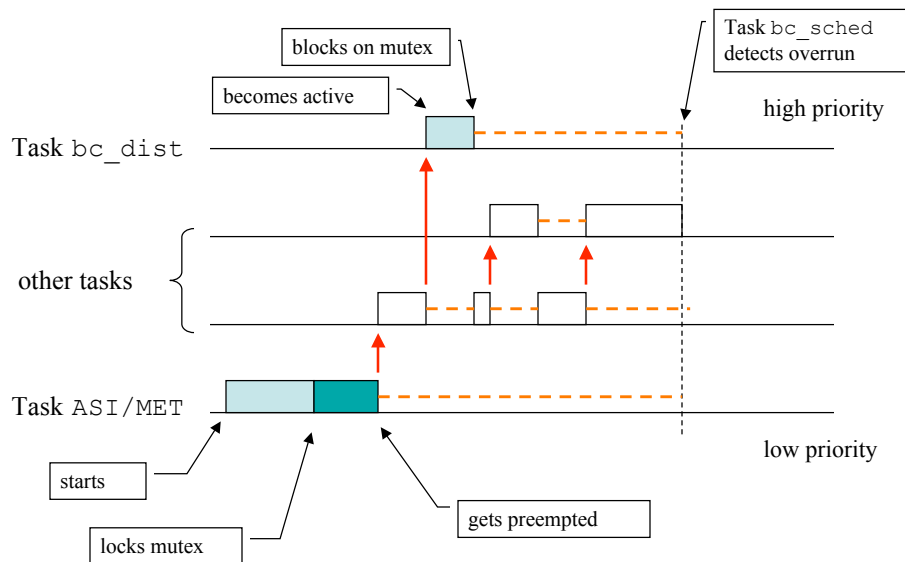 Task bc_sched
detects overrun
blocks on mutex
becomes active
high priority
Task bc_dist
other tasks
Task ASI/MET
low priority
starts
gets preempted
locks mutex